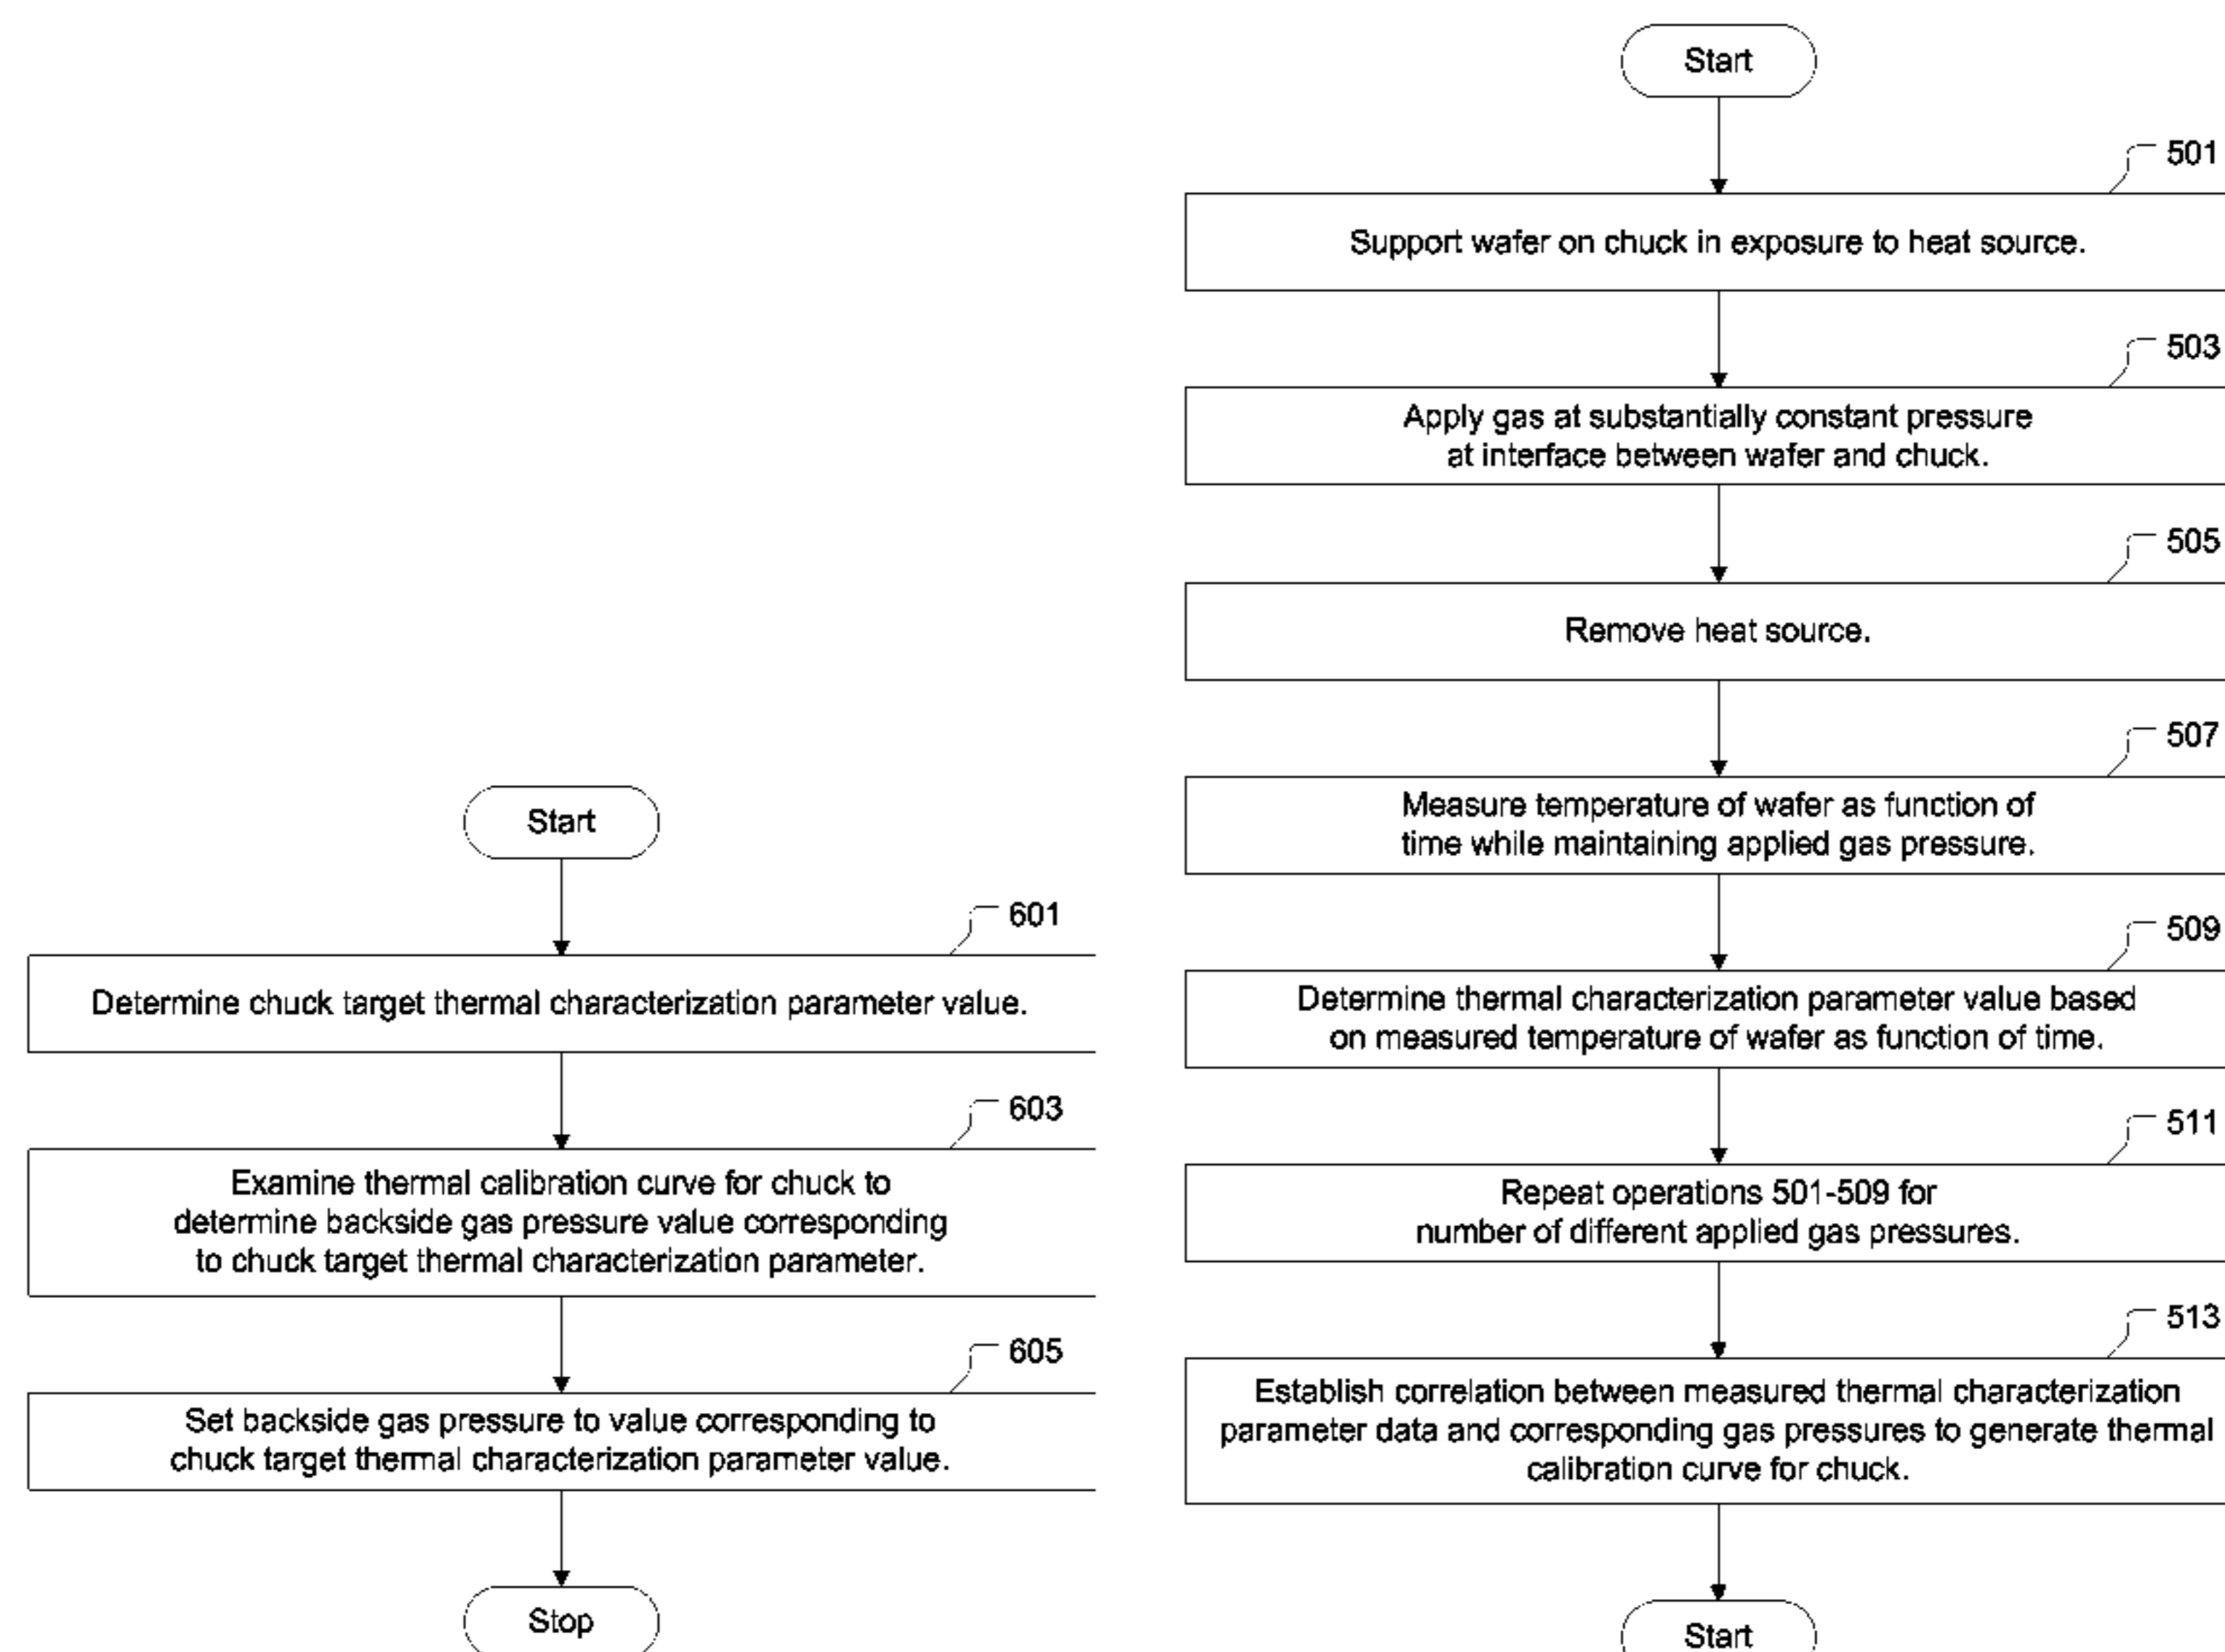 Start
601
Determine chuck target thermal characterization parameter value.
603
Examine thermal calibration curve for chuck to
determine backside gas pressure value corresponding
to chuck target thermal characterization parameter.
605
Set backside gas pressure to value corresponding to
chuck target thermal characterization parameter value.
Stop
Start
501
Support wafer on chuck in exposure to heat source.
503
Apply gas at substantially constant pressure
at interface between wafer and chuck.
505
Remove heat source.
507
Measure temperature of wafer as function of
time while maintaining applied gas pressure.
509
Determine thermal characterization parameter value based
on measured temperature of wafer as function of time.
511
Repeat operations 501-509 for
number of different applied gas pressures.
513
Establish correlation between measured thermal characterization
parameter data and corresponding gas pressures to generate thermal
calibration curve for chuck.
Start